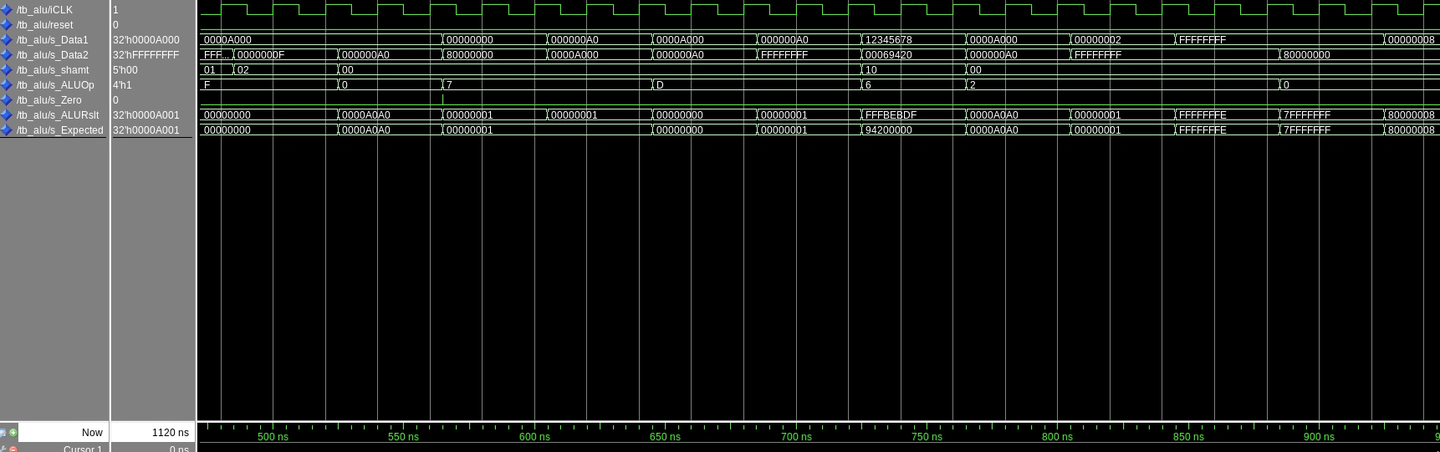 /tb_alu/iCLK 1
/tb_alu/reset 0
/tb_alu/s_Data1 32'h0000A000 0000A000 00000000 000000A0 0000A000 000000A0 12345678 0000A000 00000002 FFFFFFFF 00000008
/tb_alu/s_Data2 32'hFFFFFFFF FFF... 0000000F 000000A0 80000000 0000A000 000000A0 FFFFFFFF 00069420 000000A0 FFFFFFFF 80000000
/tb_alu/s_shamt 5'h00 01 02 00 10 00
/tb_alu/s_ALUOp 4'h1 F 0 7 D 6 2 0
/tb_alu/s_Zero 0
/tb_alu/s_ALURslt 32'h0000A001 00000000 0000A0A0 00000001 00000001 00000000 00000001 FFFBEBDF 0000A0A0 00000001 FFFFFFFE 7FFFFFFF 80000008
/tb_alu/s_Expected 32'h0000A001 00000000 0000A0A0 00000001 00000000 00000001 94200000 0000A0A0 00000001 FFFFFFFE 7FFFFFFF 80000008
Now 1120 ns 500 ns 550 ns 600 ns 650 ns 700 ns 750 ns 800 ns 850 ns 900 ns 9
Cursor 1 0 ns